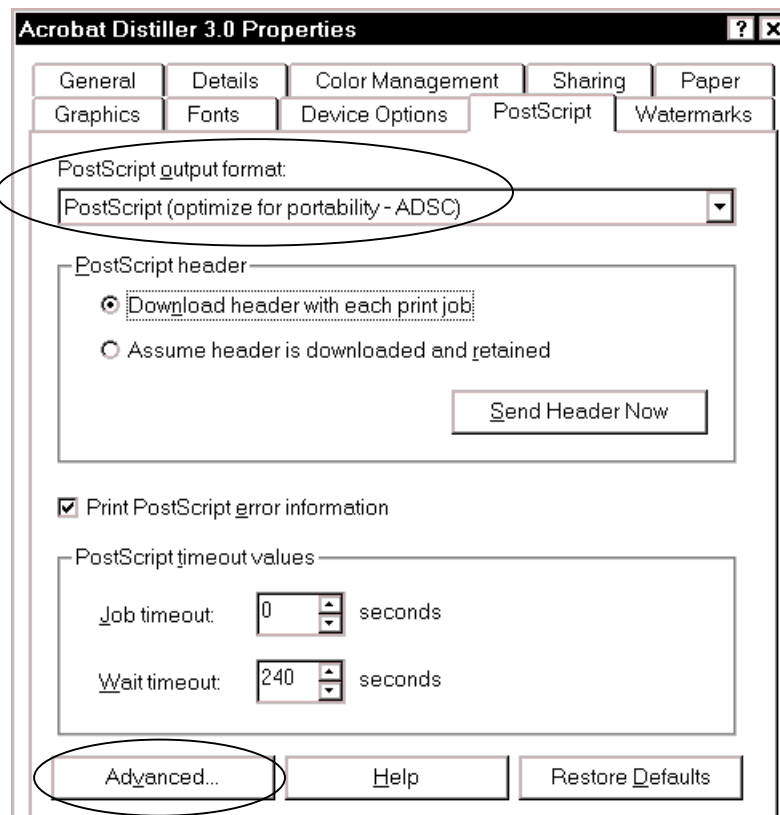 Acrobat Distiller 3.0 Properties ? X
General Details Color Management Sharing Paper
Graphics Fonts Device Options PostScript Watermarks
PostScript output format:
PostScript (optimize for portability - ADSC)
PostScript header
Download header with each print job
Assume header is downloaded and retained
Send Header Now
Print PostScript error information
PostScript timeout values
Job timeout: 0 seconds
Wait timeout: 240 seconds
Advanced... Help Restore Defaults